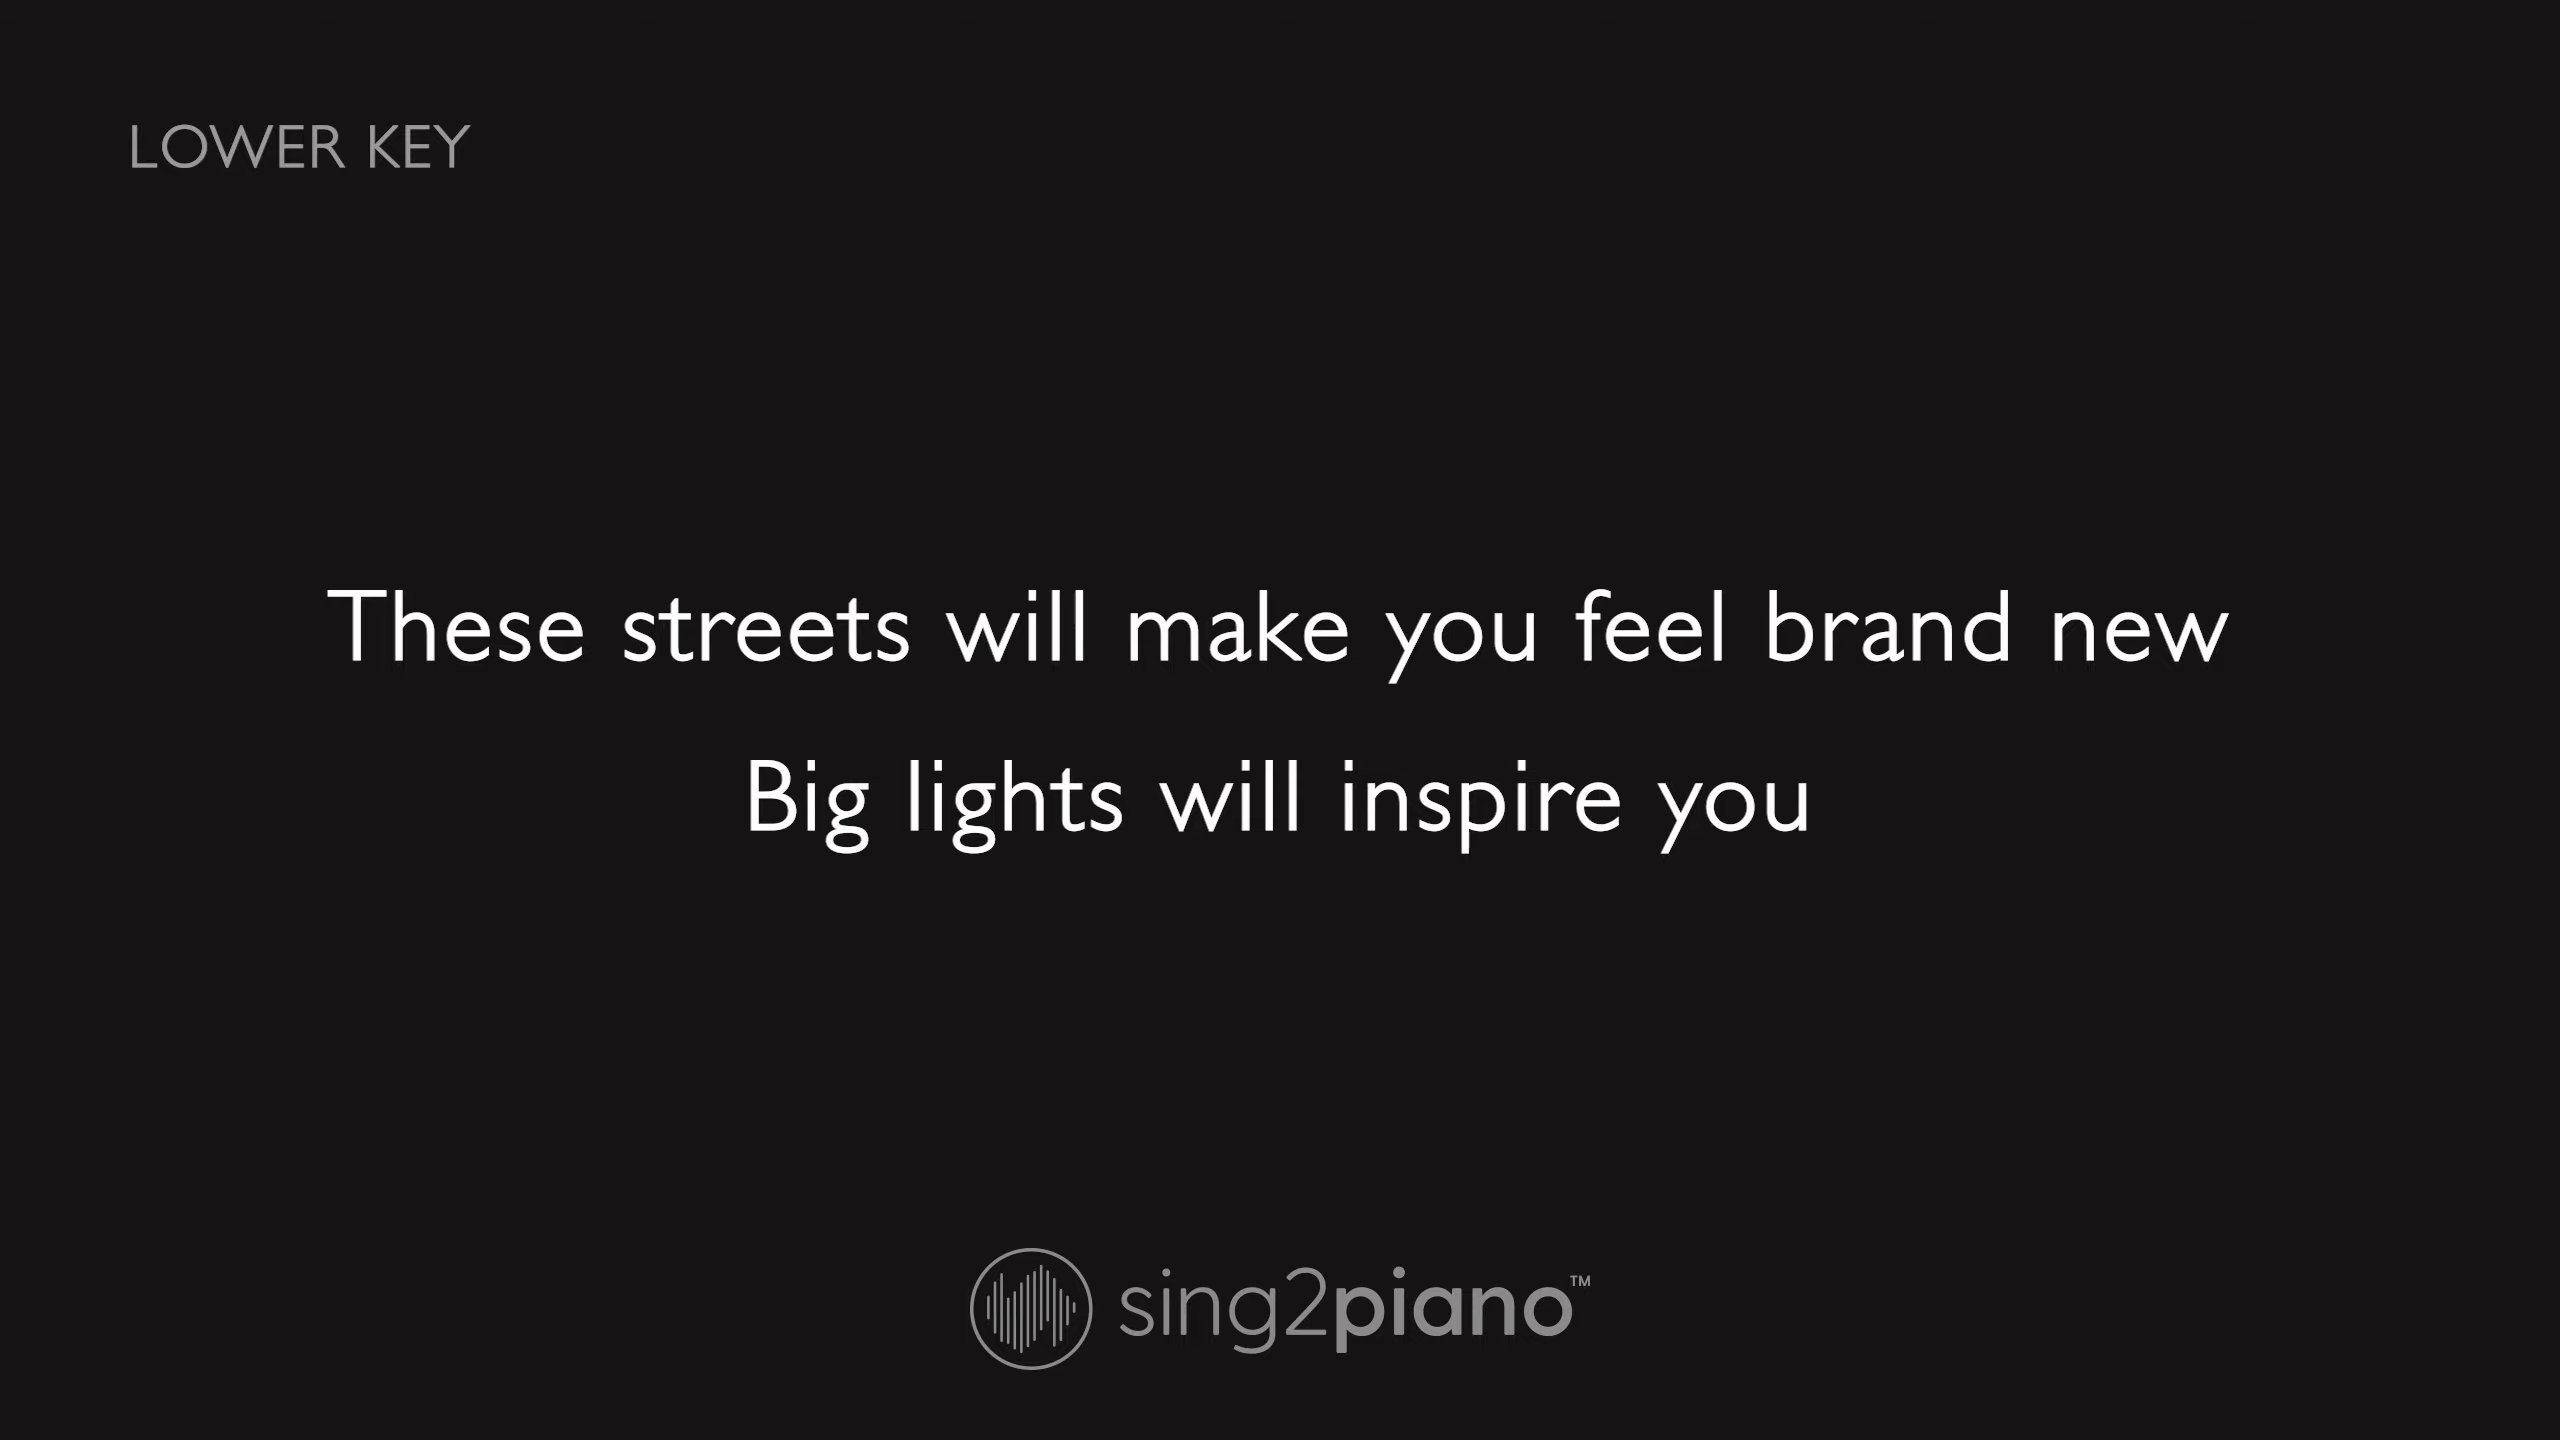 LOWER KEY
These streets will make you feel brand new
Big lights will inspire you
sing2piano™